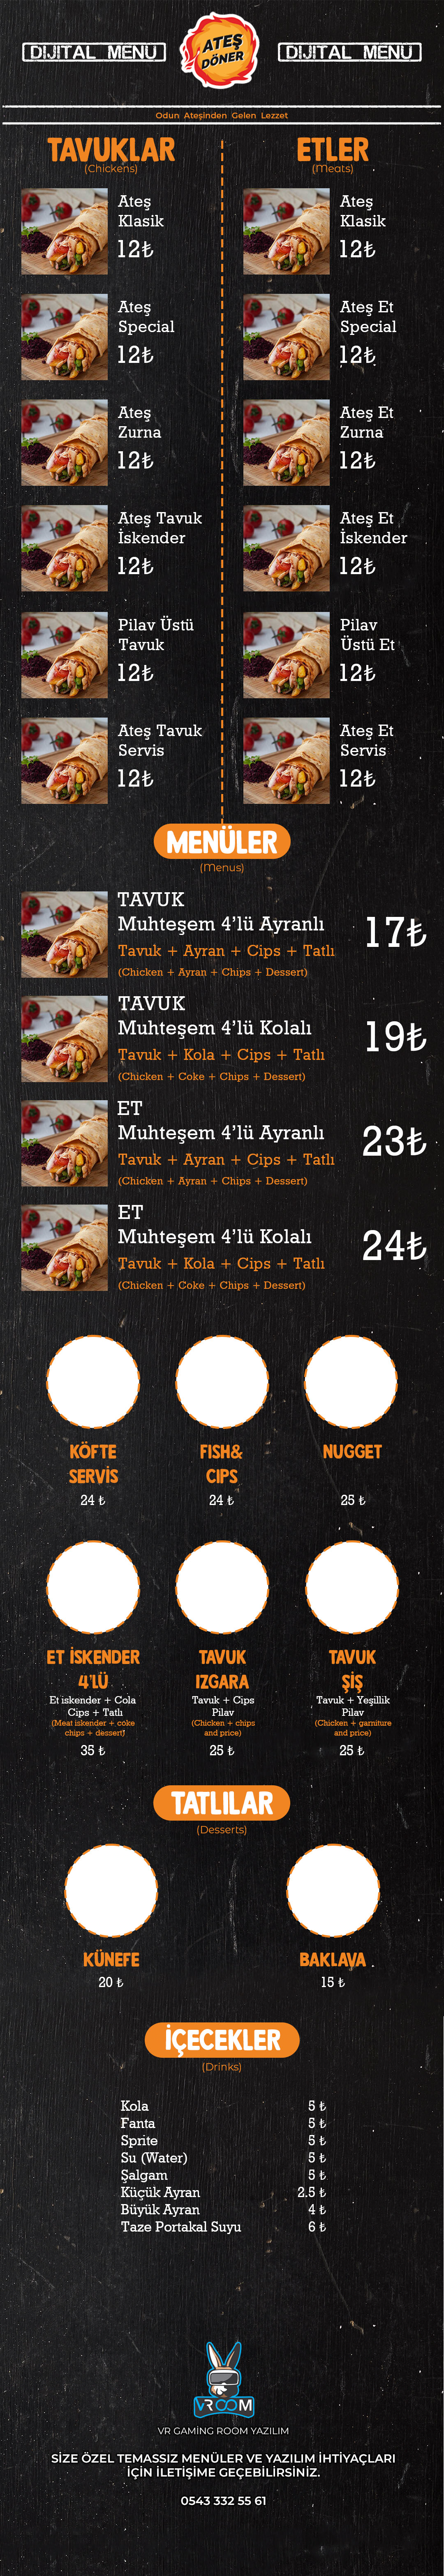 DIJITAL MENU
ATEŞ
DÖNER
DIJITAL MENU
Odun Ateşinden Gelen Lezzet
TAVUKLAR
(Chickens)
Ateş
Klasik
12₺
Ateş
Special
12₺
Ateş
Zurna
12₺
Ateş Tavuk
İskender
12₺
Pilav Üstü
Tavuk
12₺
Ateş Tavuk
Servis
12₺
ETLER
(Meats)
Ateş
Klasik
12₺
Ateş Et
Special
12₺
Ateş Et
Zurna
12₺
Ateş Et
İskender
12₺
Pilav
Üstü Et
12₺
Ateş Et
Servis
12₺
MENÜLER
(Menus)
TAVUK
Muhteşem 4’lü Ayranlı
Tavuk + Ayran + Cips + Tatlı
(Chicken + Ayran + Chips + Dessert)
17₺
TAVUK
Muhteşem 4’lü Kolalı
Tavuk + Kola + Cips + Tatlı
(Chicken + Coke + Chips + Dessert)
19₺
ET
Muhteşem 4’lü Ayranlı
Tavuk + Ayran + Cips + Tatlı
(Chicken + Ayran + Chips + Dessert)
23₺
ET
Muhteşem 4’lü Kolalı
Tavuk + Kola + Cips + Tatlı
(Chicken + Coke + Chips + Dessert)
24₺
KÖFTE
SERVİS
24 ₺
FISH&
CIPS
24 ₺
NUGGET
25 ₺
ET İSKENDER
4'LÜ
Et iskender + Cola
Cips + Tatlı
(Meat iskender + coke
chips + dessert)
35 ₺
TAVUK
IZGARA
Tavuk + Cips
Pilav
(Chicken + chips
and price)
25 ₺
TAVUK
ŞİŞ
Tavuk + Yeşillik
Pilav
(Chicken + garniture
and price)
25 ₺
TATLILAR
(Desserts)
KÜNEFE
20 ₺
BAKLAVA
15 ₺
İÇECEKLER
(Drinks)
Kola 5 ₺
Fanta 5 ₺
Sprite 5 ₺
Su (Water) 5 ₺
Şalgam 5 ₺
Küçük Ayran 2.5 ₺
Büyük Ayran 4 ₺
Taze Portakal Suyu 6 ₺
VROOM
VR GAMİNG ROOM YAZILIM
SİZE ÖZEL TEMASSIZ MENÜLER VE YAZILIM İHTİYAÇLARI
İÇİN İLETİŞİME GEÇEBİLİRSİNİZ.
0543 332 55 61